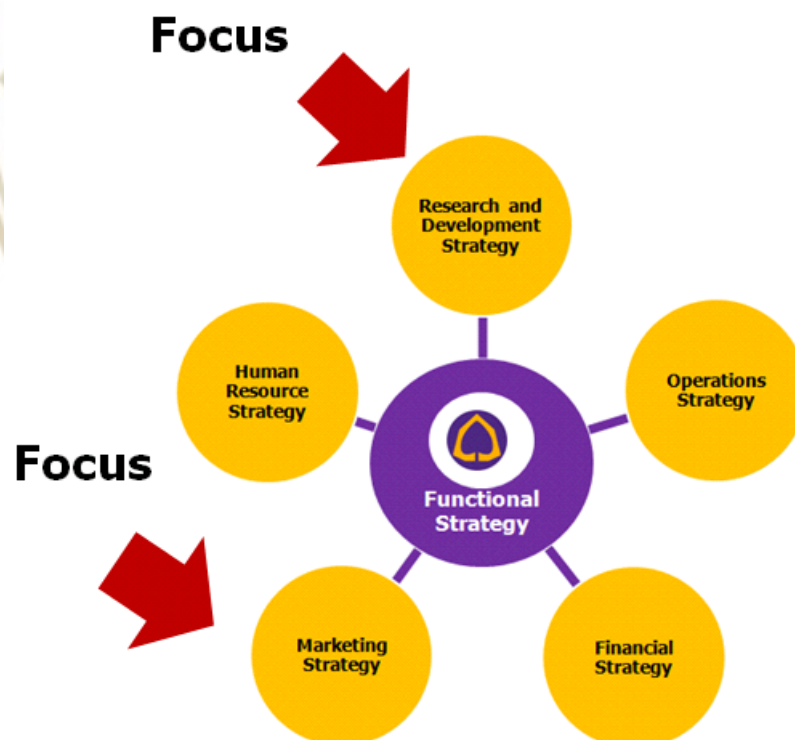 Focus
Research and
Development
Strategy
Human
Resource
Strategy
Operations
Strategy
Focus
Functional
Strategy
Marketing
Strategy
Financial
Strategy